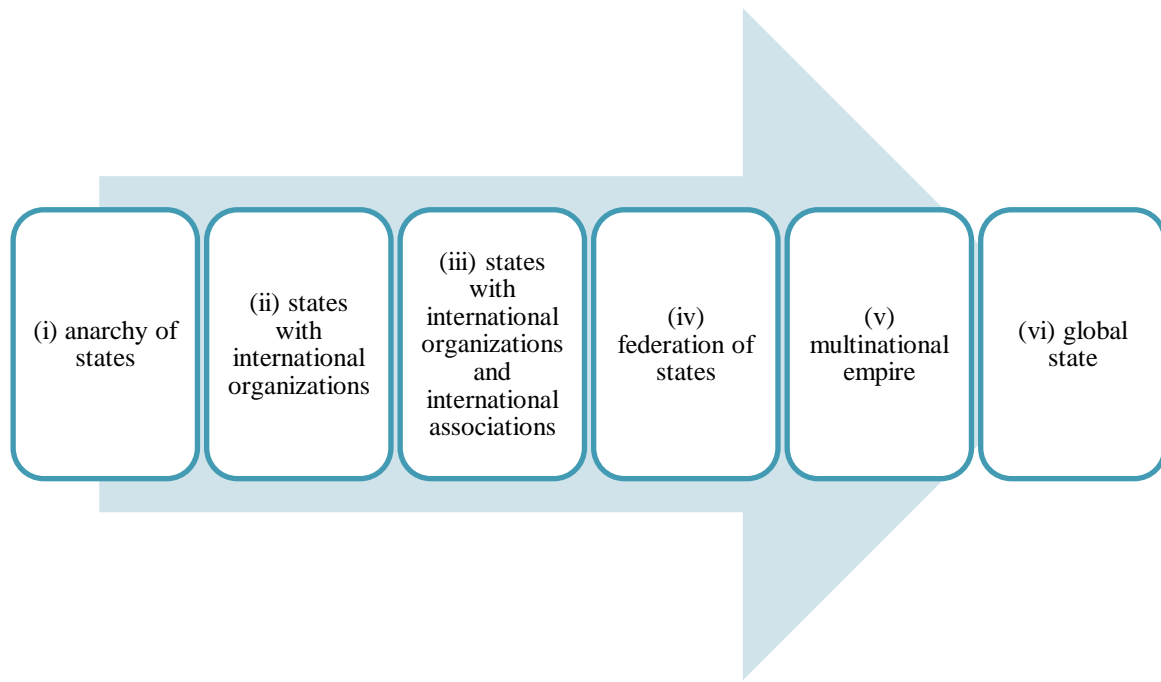 (i) anarchy of
states
(ii) states
with
international
organizations
(iii) states
with
international
organizations
and
international
associations
(iv)
federation of
states
(v)
multinational
empire
(vi) global
state